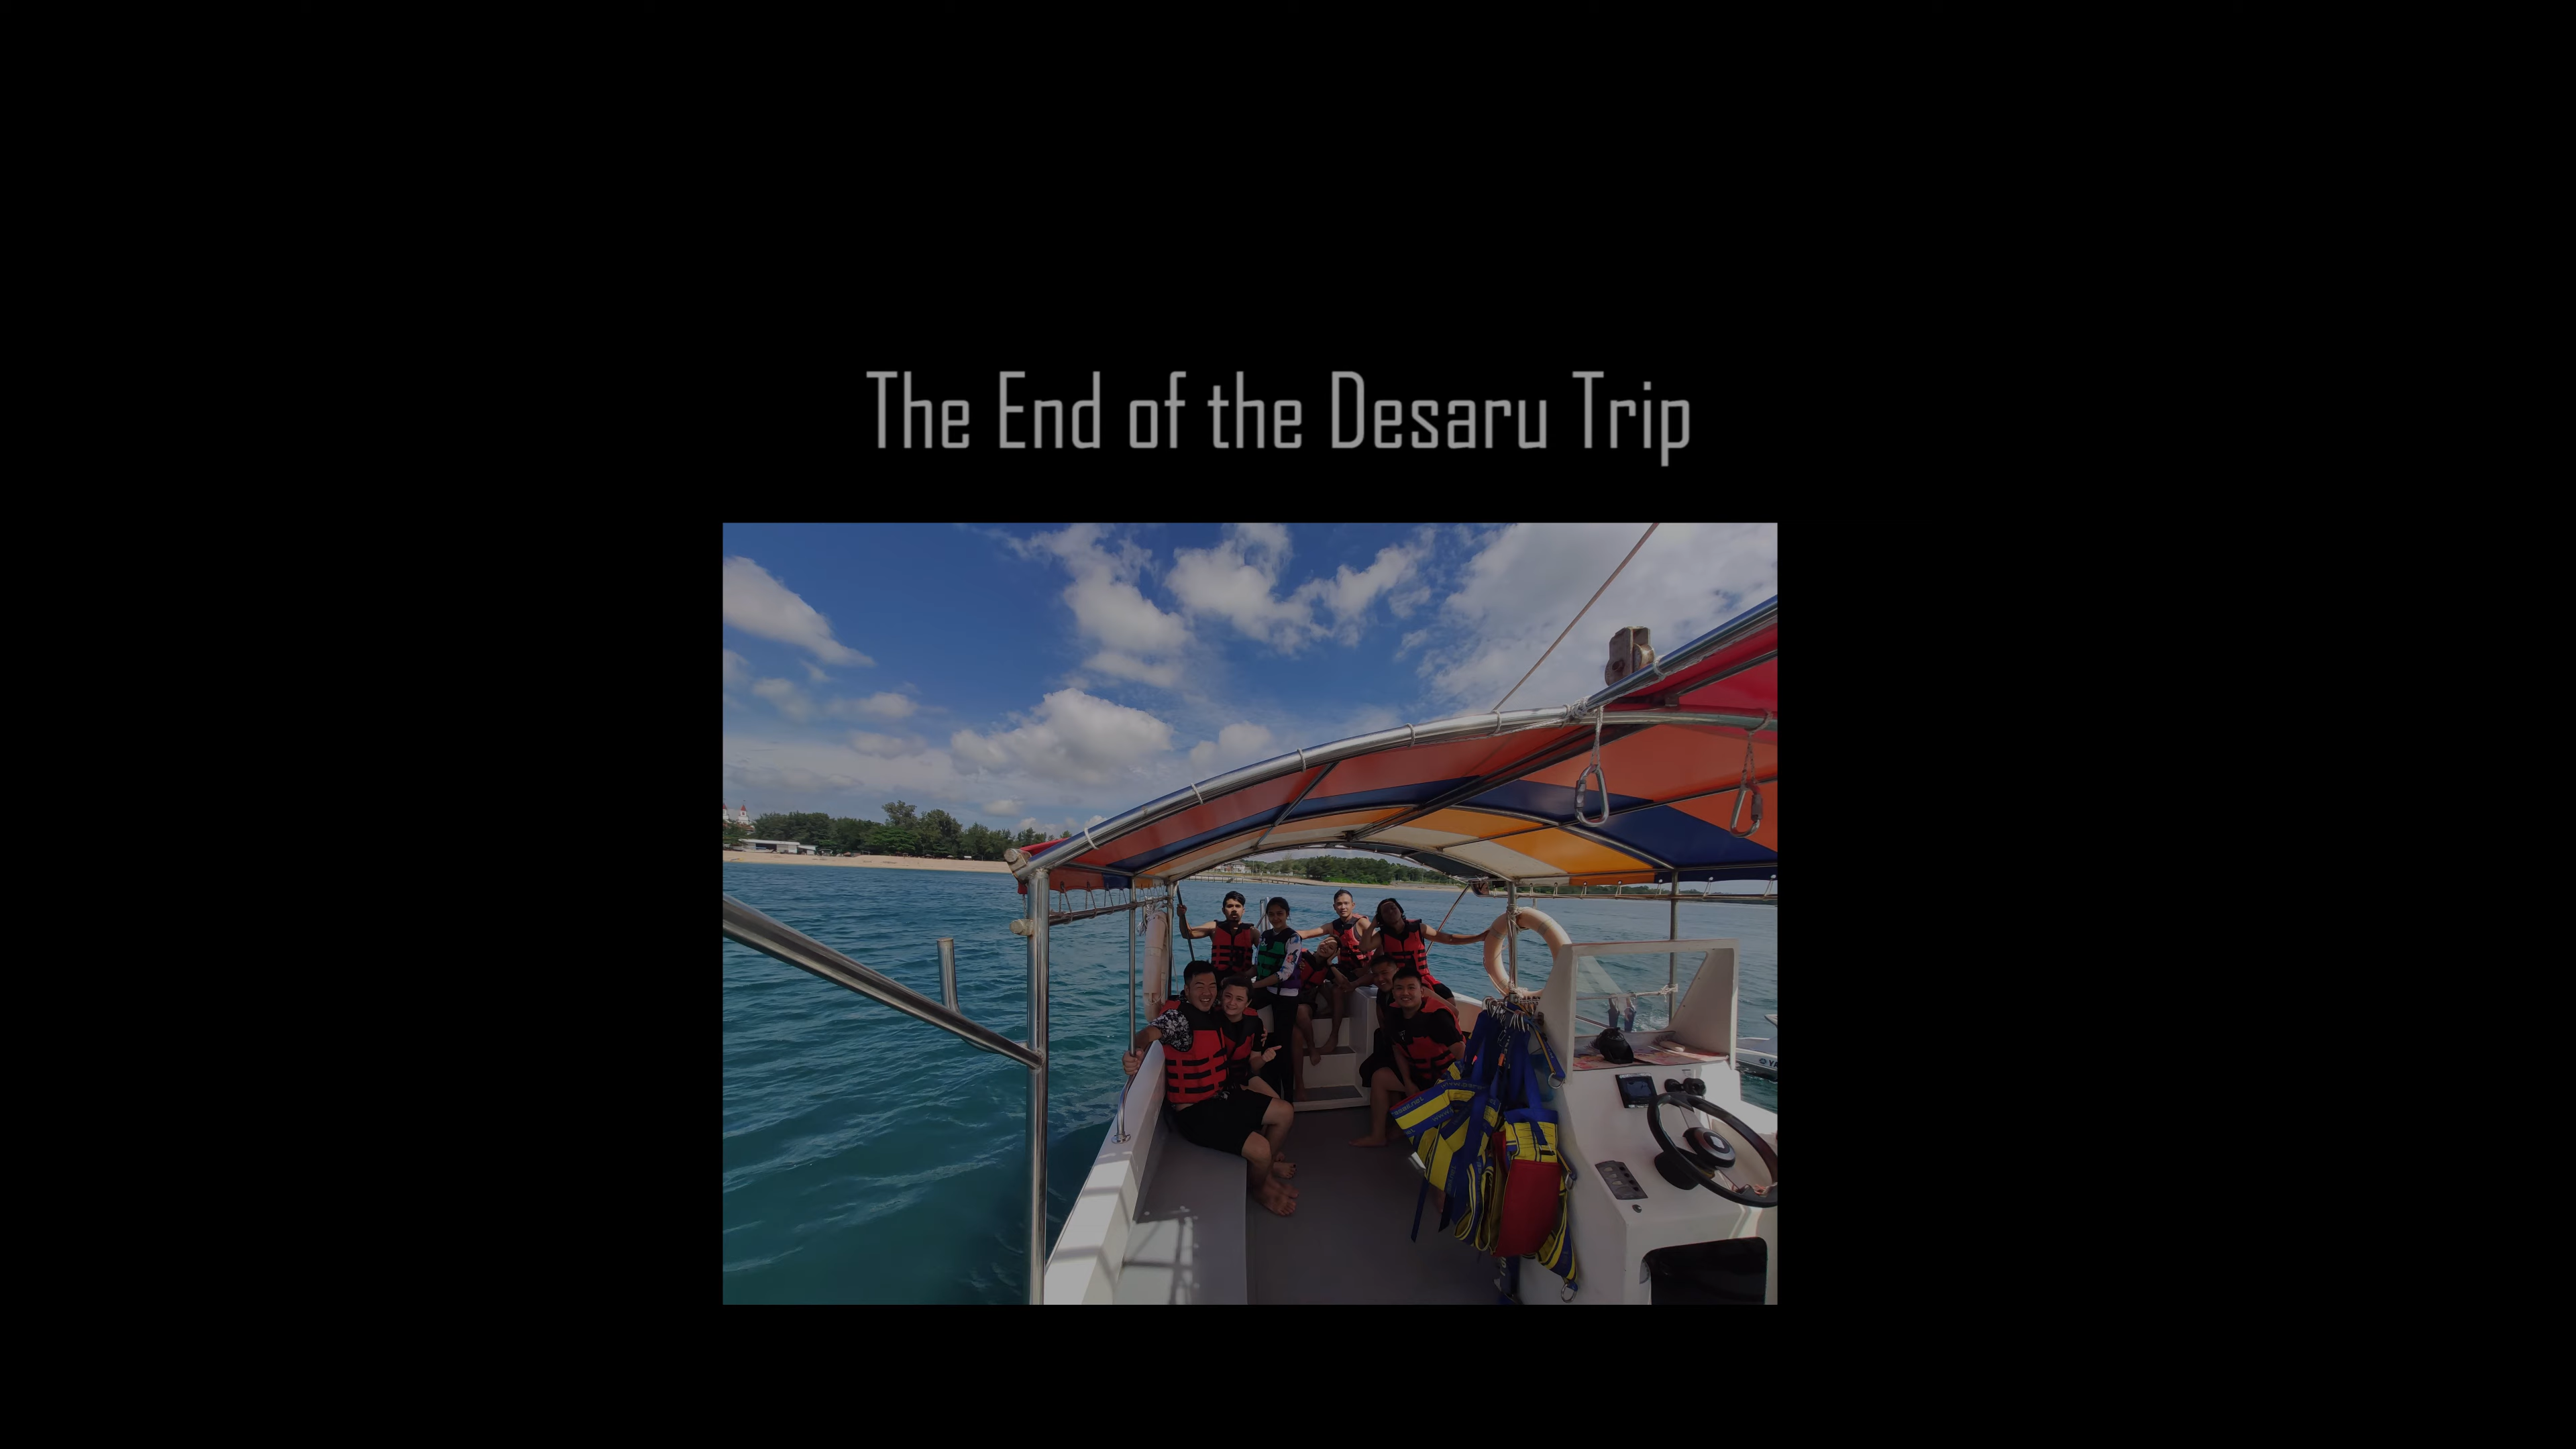 The End of the Desaru Trip